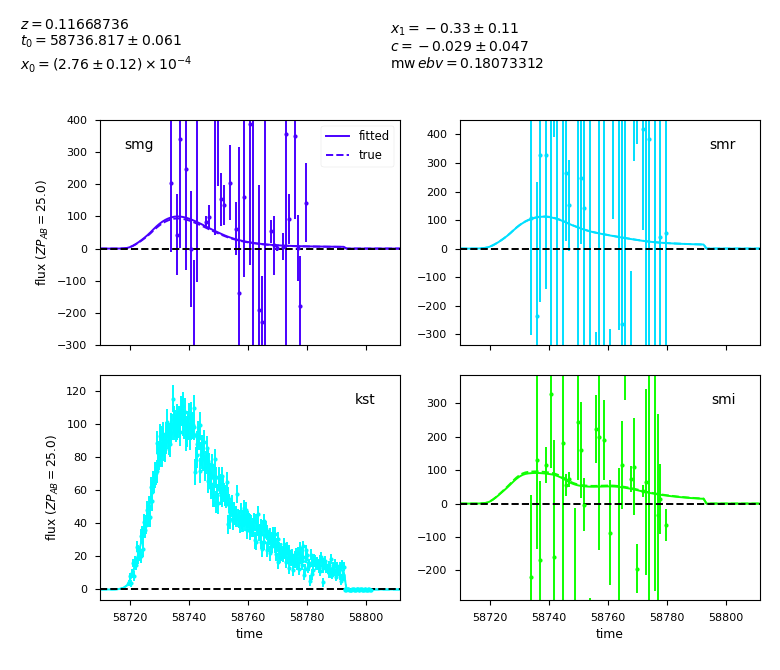 z = 0.11668736
t₀ = 58736.817 ± 0.061
x₀ = (2.76 ± 0.12) × 10⁻⁴
x₁ = −0.33 ± 0.11
c = −0.029 ± 0.047
mw ebv = 0.18073312
smg
fitted
true
400
300
200
100
0
−100
−200
−300
flux (ZP_AB = 25.0)
smr
400
300
200
100
0
−100
−200
−300
kst
120
100
80
60
40
20
0
flux (ZP_AB = 25.0)
58720 58740 58760 58780 58800
time
smi
300
200
100
0
−100
−200
58720 58740 58760 58780 58800
time